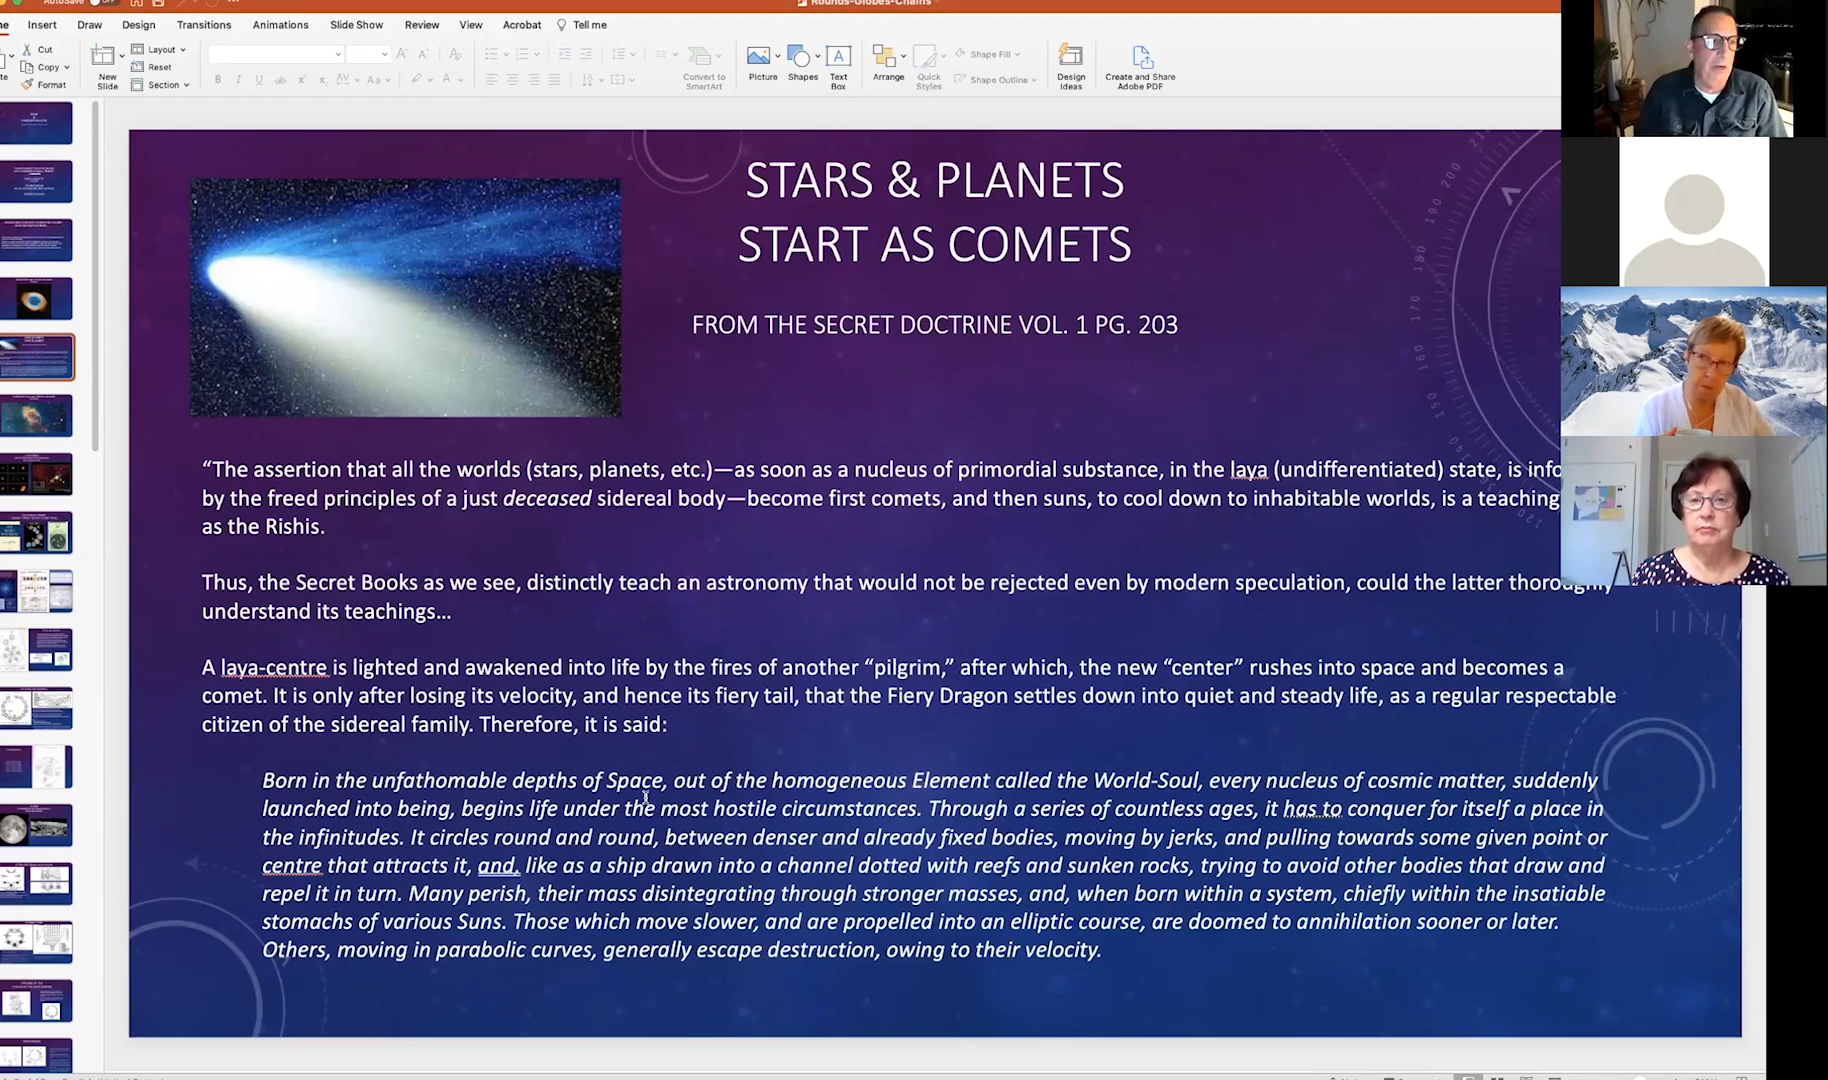 AutoSave
OFF
Rounds-Globes-Chains
Insert Draw Design Transitions Animations Slide Show Review View Acrobat Tell me
Cut
Copy
Format
New
Slide
Layout
Reset
Section
Convert to
SmartArt
Picture
Shapes
Text
Box
Arrange
Quick
Styles
Shape Fill
Shape Outline
Design
Ideas
Create and Share
Adobe PDF
STARS & PLANETS
START AS COMETS
FROM THE SECRET DOCTRINE VOL. 1 PG. 203
“The assertion that all the worlds (stars, planets, etc.)—as soon as a nucleus of primordial substance, in the laya (undifferentiated) state, is info
by the freed principles of a just deceased sidereal body—become first comets, and then suns, to cool down to inhabitable worlds, is a teaching
as the Rishis.
Thus, the Secret Books as we see, distinctly teach an astronomy that would not be rejected even by modern speculation, could the latter thoroughly
understand its teachings...
A laya-centre is lighted and awakened into life by the fires of another “pilgrim,” after which, the new “center” rushes into space and becomes a
comet. It is only after losing its velocity, and hence its fiery tail, that the Fiery Dragon settles down into quiet and steady life, as a regular respectable
citizen of the sidereal family. Therefore, it is said:
Born in the unfathomable depths of Space, out of the homogeneous Element called the World-Soul, every nucleus of cosmic matter, suddenly
launched into being, begins life under the most hostile circumstances. Through a series of countless ages, it has to conquer for itself a place in
the infinitudes. It circles round and round, between denser and already fixed bodies, moving by jerks, and pulling towards some given point or
centre that attracts it, and, like as a ship drawn into a channel dotted with reefs and sunken rocks, trying to avoid other bodies that draw and
repel it in turn. Many perish, their mass disintegrating through stronger masses, and, when born within a system, chiefly within the insatiable
stomachs of various Suns. Those which move slower, and are propelled into an elliptic course, are doomed to annihilation sooner or later.
Others, moving in parabolic curves, generally escape destruction, owing to their velocity.
210
200
190
170
160
150
120